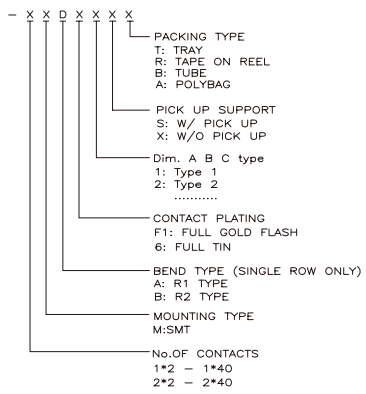 - X X D X X X X
PACKING TYPE
T: TRAY
R: TAPE ON REEL
B: TUBE
A: POLYBAG
PICK UP SUPPORT
S: W/ PICK UP
X: W/O PICK UP
Dim. A B C type
1: Type 1
2: Type 2
...........
CONTACT PLATING
F1: FULL GOLD FLASH
6: FULL TIN
BEND TYPE (SINGLE ROW ONLY)
A: R1 TYPE
B: R2 TYPE
MOUNTING TYPE
M:SMT
No.OF CONTACTS
1*2 - 1*40
2*2 - 2*40